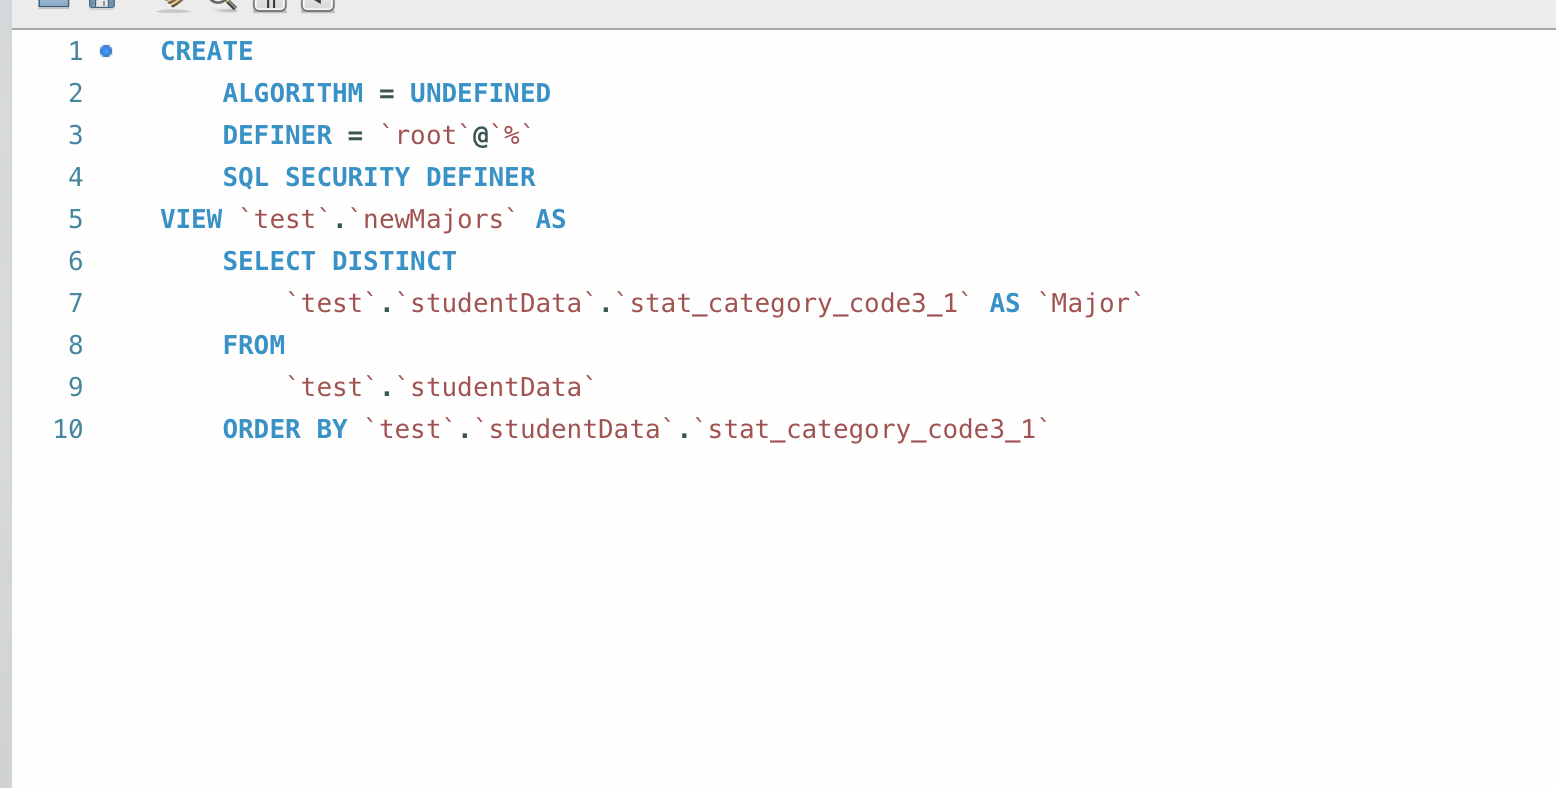 1 CREATE
2 ALGORITHM = UNDEFINED
3 DEFINER = `root`@`%`
4 SQL SECURITY DEFINER
5 VIEW `test`.`newMajors` AS
6 SELECT DISTINCT
7 `test`.`studentData`.`stat_category_code3_1` AS `Major`
8 FROM
9 `test`.`studentData`
10 ORDER BY `test`.`studentData`.`stat_category_code3_1`